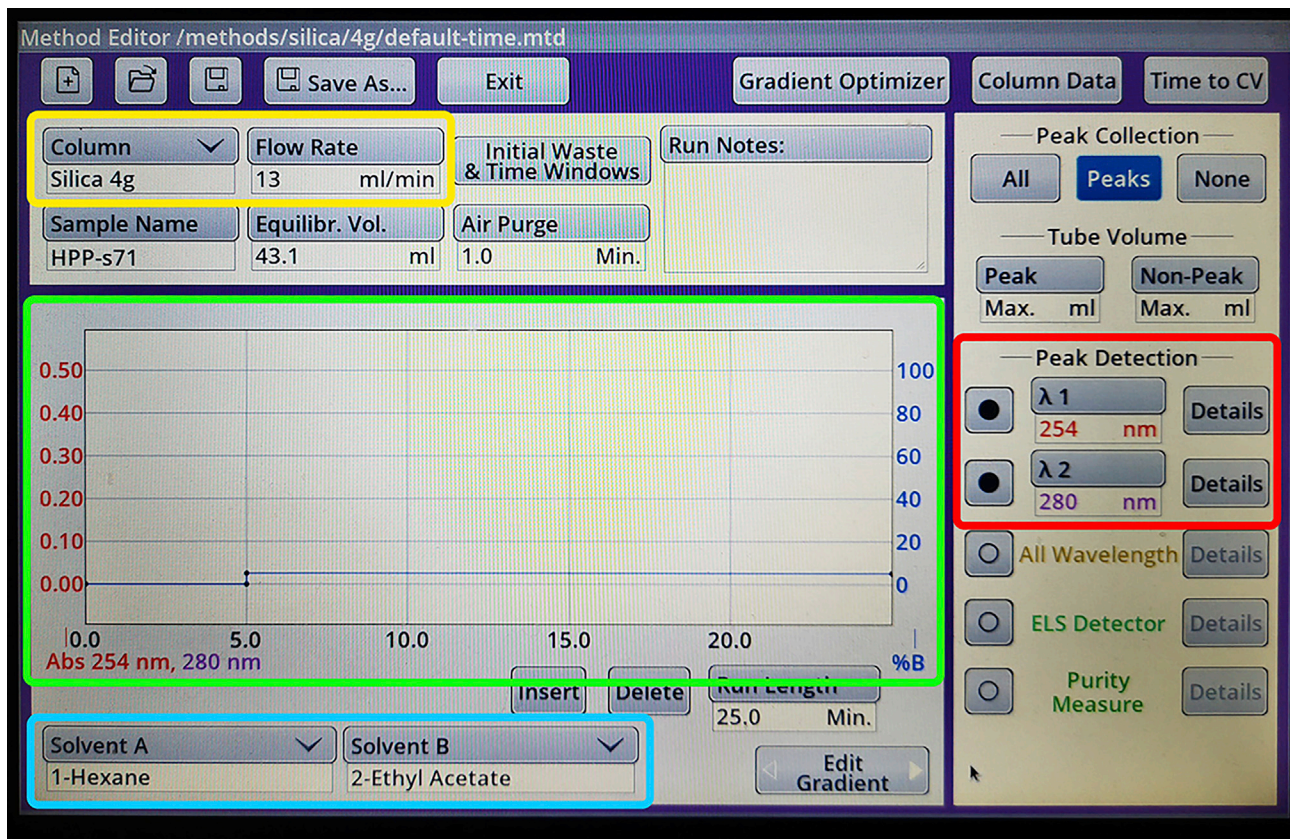 Method Editor /methods/silica/4g/default-time.mtd
Save As...
Exit
Gradient Optimizer
Column Data
Time to CV
Column
Silica 4g
Flow Rate
13 ml/min
Initial Waste
& Time Windows
Run Notes:
Sample Name
HPP-s71
Equilibr. Vol.
43.1 ml
Air Purge
1.0 Min.
Peak Collection
All
Peaks
None
Tube Volume
Peak
Max. ml
Non-Peak
Max. ml
Peak Detection
λ 1
254 nm
Details
λ 2
280 nm
Details
All Wavelength
Details
ELS Detector
Details
Purity
Measure
Details
0.50
0.40
0.30
0.20
0.10
0.00
100
80
60
40
20
0
0.0 5.0 10.0 15.0 20.0
Abs 254 nm, 280 nm
%B
Insert
Delete
Run Length
25.0 Min.
Solvent A
1-Hexane
Solvent B
2-Ethyl Acetate
Edit
Gradient